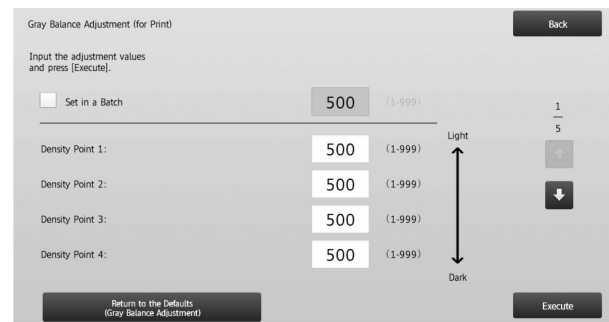 Gray Balance Adjustment (for Print)
Back
Input the adjustment values
and press [Execute].
Set in a Batch
500
(1-999)
1
5
Light
Density Point 1:
500
(1-999)
Density Point 2:
500
(1-999)
Density Point 3:
500
(1-999)
Density Point 4:
500
(1-999)
Dark
Return to the Defaults
(Gray Balance Adjustment)
Execute